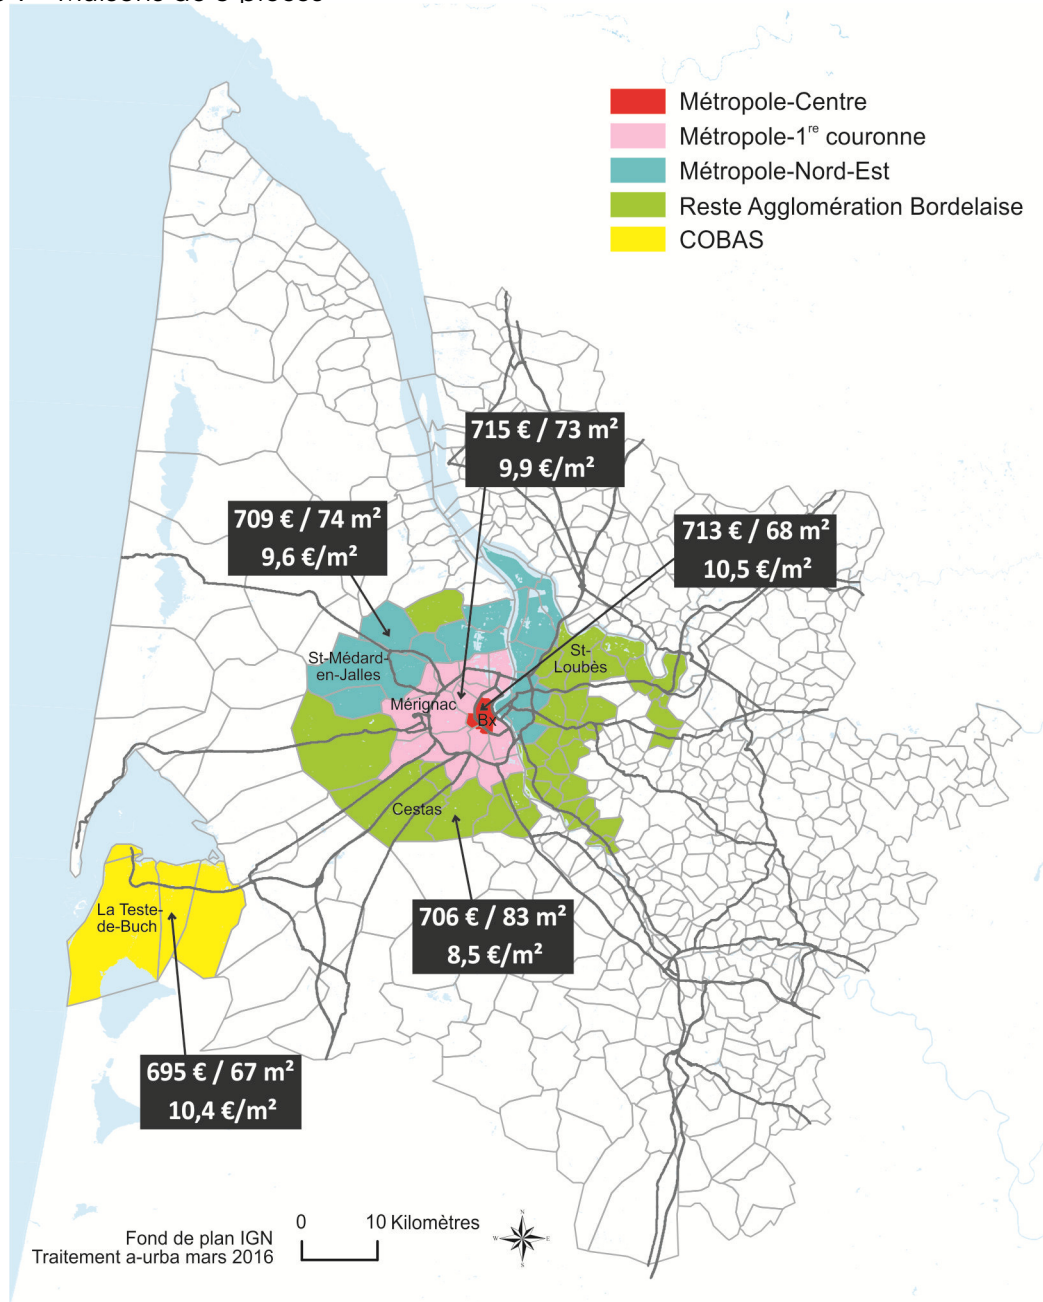 Métropole-Centre
Métropole-1re couronne
Métropole-Nord-Est
Reste Agglomération Bordelaise
COBAS
715 € / 73 m²
9,9 €/m²
709 € / 74 m²
9,6 €/m²
713 € / 68 m²
10,5 €/m²
St-Médard-
en-Jalles
St-
Loubès
Mérignac
Bx
Cestas
La Teste-
de-Buch
706 € / 83 m²
8,5 €/m²
695 € / 67 m²
10,4 €/m²
0 10 Kilomètres
Fond de plan IGN
Traitement a-urba mars 2016
N
W E
S